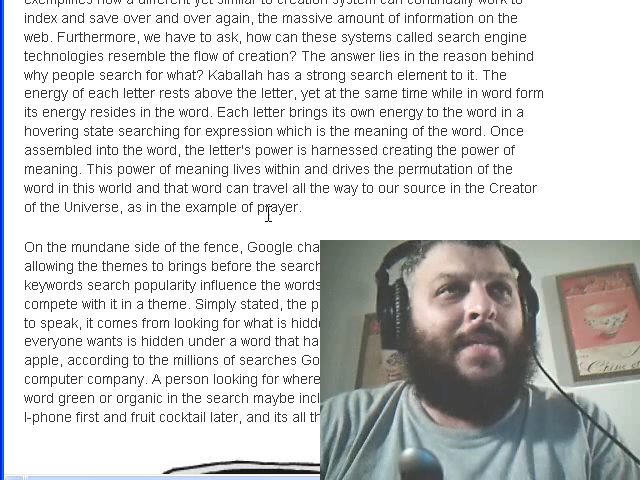 exemplifies how a different yet similar to creation system can continually work to
index and save over and over again, the massive amount of information on the
web. Furthermore, we have to ask, how can these systems called search engine
technologies resemble the flow of creation? The answer lies in the reason behind
why people search for what? Kaballah has a strong search element to it. The
energy of each letter rests above the letter, yet at the same time while in word form
its energy resides in the word. Each letter brings its own energy to the word in a
hovering state searching for expression which is the meaning of the word. Once
assembled into the word, the letter's power is harnessed creating the power of
meaning. This power of meaning lives within and drives the permutation of the
word in this world and that word can travel all the way to our source in the Creator
of the Universe, as in the example of prayer.
On the mundane side of the fence, Google cha
allowing the themes to brings before the search
keywords search popularity influence the words
compete with it in a theme. Simply stated, the p
to speak, it comes from looking for what is hidd
everyone wants is hidden under a word that ha
apple, according to the millions of searches Go
computer company. A person looking for where
word green or organic in the search maybe incl
I-phone first and fruit cocktail later, and its all th